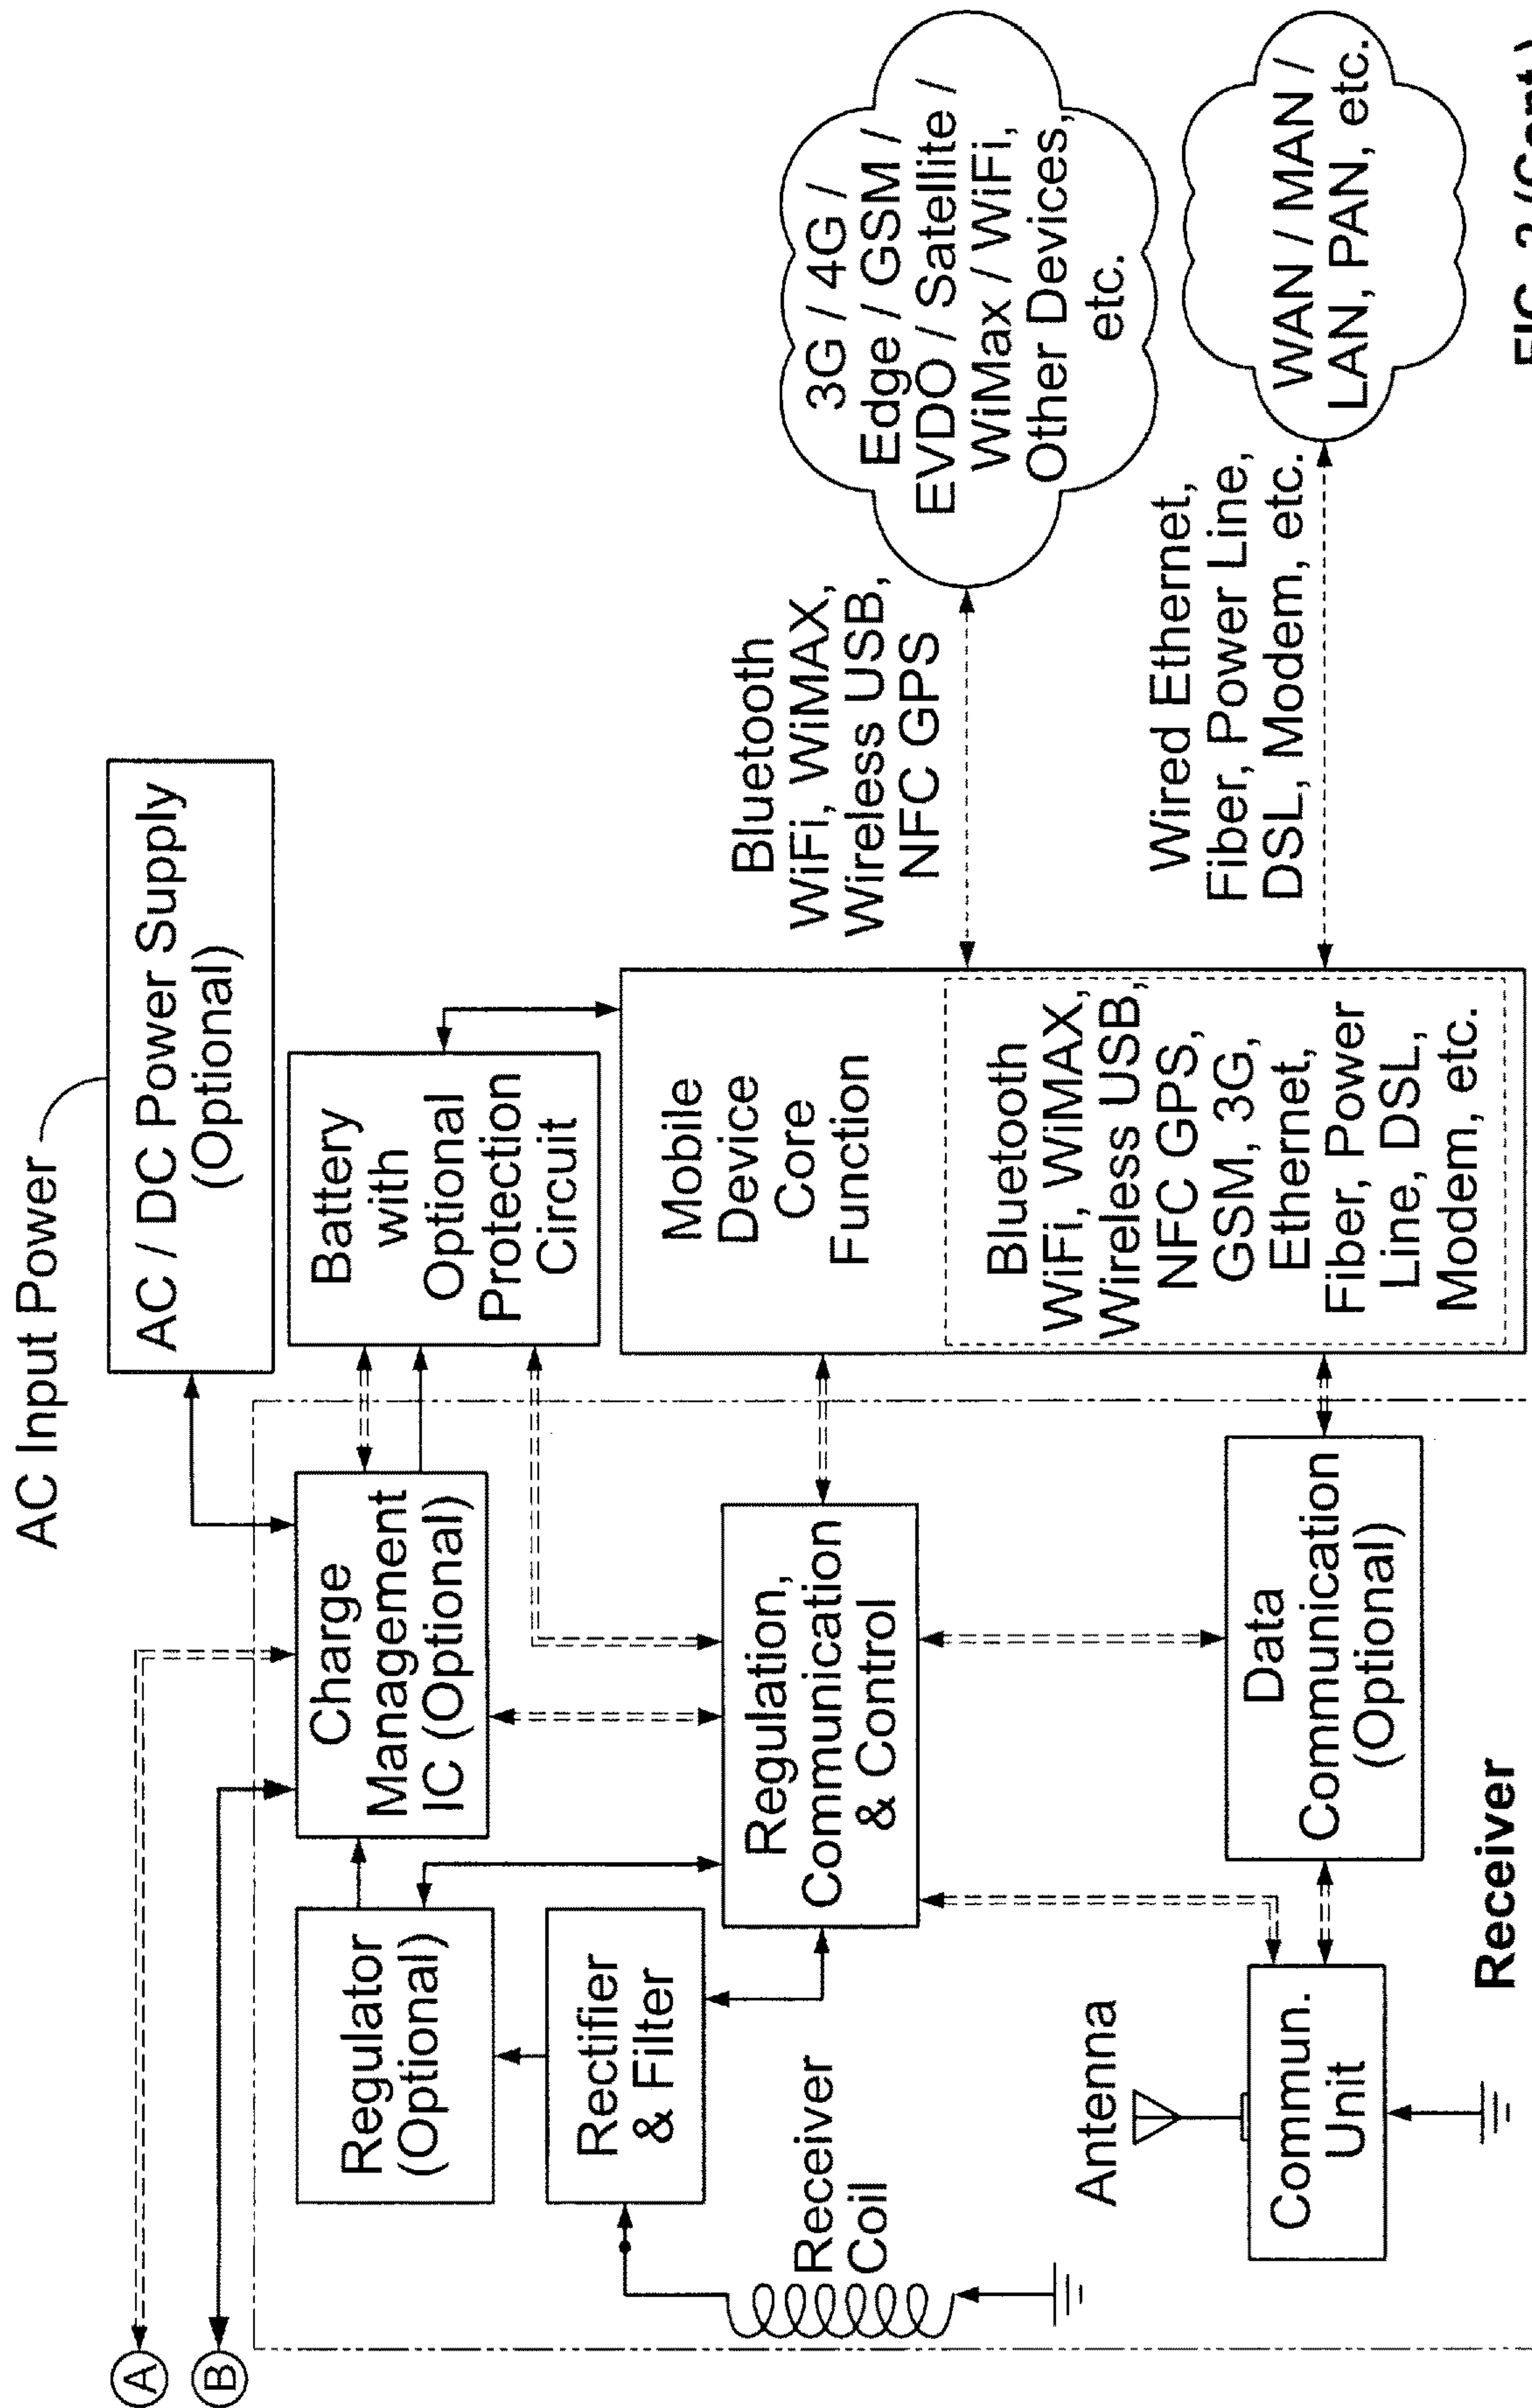 AC Input Power
A
B
AC / DC Power Supply
(Optional)
Regulator
(Optional)
Charge
Management
IC (Optional)
Battery
with
Optional
Protection
Circuit
Rectifier
& Filter
Regulation,
Communication
& Control
Mobile
Device
Core
Function
Bluetooth
WiFi, WiMAX,
Wireless USB,
NFC GPS
3G / 4G /
Edge / GSM /
EVDO / Satellite /
WiMax / WiFi,
Other Devices,
etc.
Receiver
Coil
Antenna
Commun.
Unit
Data
Communication
(Optional)
Bluetooth
WiFi, WiMAX,
Wireless USB,
NFC GPS,
GSM, 3G,
Ethernet,
Fiber, Power
Line, DSL,
Modem, etc.
Wired Ethernet,
Fiber, Power Line,
DSL, Modem, etc.
WAN / MAN /
LAN, PAN, etc.
Receiver
FIG. 2 (Cont.)